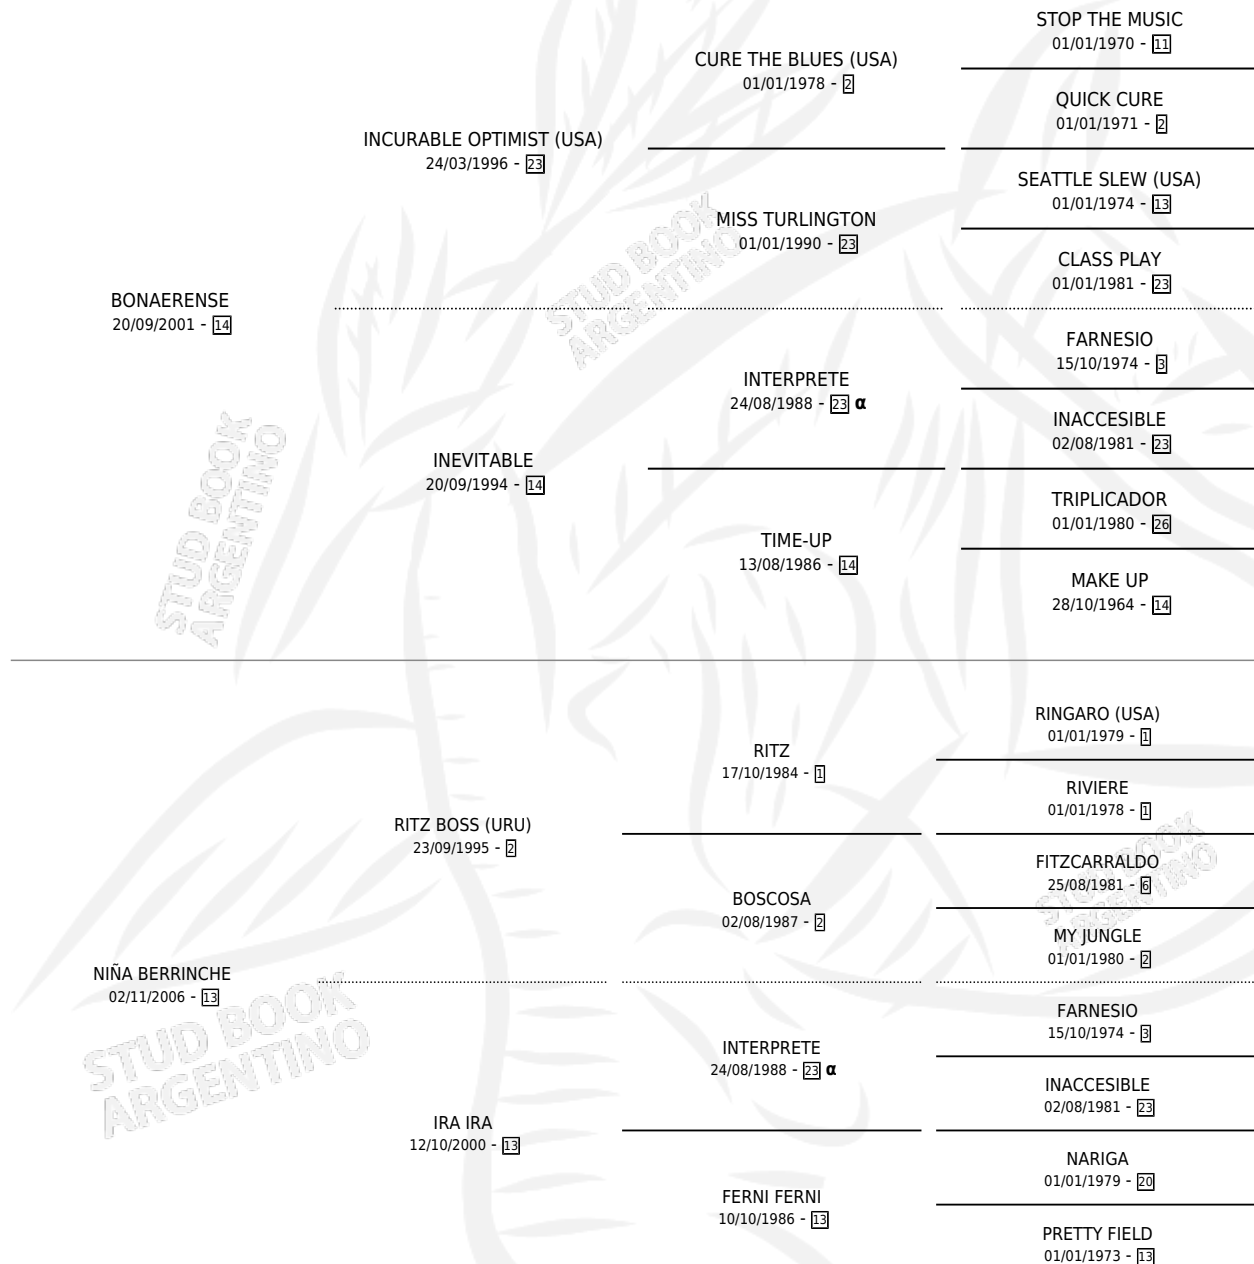 STOP THE MUSIC
01/01/1970 - 11
CURE THE BLUES (USA)
01/01/1978 - 2
QUICK CURE
01/01/1971 - 2
INCURABLE OPTIMIST (USA)
24/03/1996 - 23
SEATTLE SLEW (USA)
01/01/1974 - 13
MISS TURLINGTON
01/01/1990 - 23
CLASS PLAY
01/01/1981 - 23
BONAERENSE
20/09/2001 - 14
FARNESIO
15/10/1974 - 3
INTERPRETE
24/08/1988 - 23 α
INACCESIBLE
02/08/1981 - 23
INEVITABLE
20/09/1994 - 14
TRIPLICADOR
01/01/1980 - 26
TIME-UP
13/08/1986 - 14
MAKE UP
28/10/1964 - 14
RINGARO (USA)
01/01/1979 - 1
RITZ
17/10/1984 - 1
RIVIERE
01/01/1978 - 1
RITZ BOSS (URU)
23/09/1995 - 2
FITZCARRALDO
25/08/1981 - 6
BOSCOSA
02/08/1987 - 2
MY JUNGLE
01/01/1980 - 2
NIÑA BERRINCHE
02/11/2006 - 13
FARNESIO
15/10/1974 - 3
INTERPRETE
24/08/1988 - 23 α
INACCESIBLE
02/08/1981 - 23
IRA IRA
12/10/2000 - 13
NARIGA
01/01/1979 - 20
FERNI FERNI
10/10/1986 - 13
PRETTY FIELD
01/01/1973 - 13
STUD BOOK
ARGENTINO
STUD BOOK
ARGENTINO
STUD BOOK
ARGENTINO
STUD BOOK
ARGENTINO